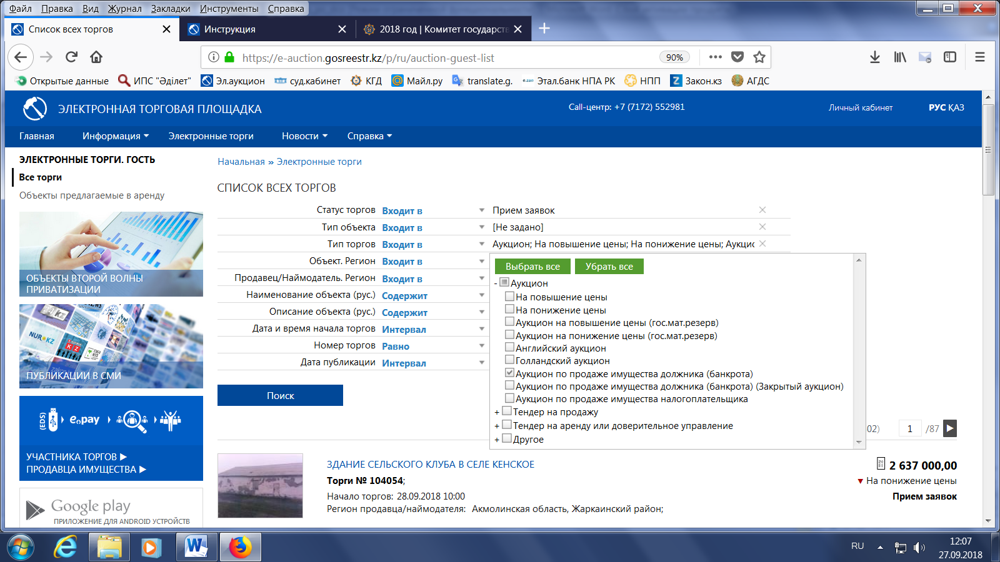 Файл Правка Вид Журнал Закладки Инструменты Справка
Список всех торгов Инструкция 2018 год | Комитет государств
https://e-auction.gosreestr.kz/p/ru/auction-guest-list 90%
Открытые данные ИПС "Әділет" Эл.аукцион суд.кабинет КГД Майл.ру translate.g. Этал.банк НПА РК НПП Закон.кз АГДС
ЭЛЕКТРОННАЯ ТОРГОВАЯ ПЛОЩАДКА Call-центр: +7 (7172) 552981 Личный кабинет РУС ҚАЗ
Главная Информация Электронные торги Новости Справка
ЭЛЕКТРОННЫЕ ТОРГИ. ГОСТЬ
Все торги
Объекты предлагаемые в аренду
ОБЪЕКТЫ ВТОРОЙ ВОЛНЫ
ПРИВАТИЗАЦИИ
NUR.KZ
ПУБЛИКАЦИИ В СМИ
(EDS) e.pay
УЧАСТНИКА ТОРГОВ
ПРОДАВЦА ИМУЩЕСТВА
Google play
ПРИЛОЖЕНИЕ ДЛЯ ANDROID УСТРОЙСТВ
Начальная » Электронные торги
СПИСОК ВСЕХ ТОРГОВ
Статус торгов Входит в Прием заявок
Тип объекта Входит в [Не задано]
Тип торгов Входит в Аукцион; На повышение цены; На понижение цены; Аукцио
Объект. Регион Входит в
Продавец/Наймодатель. Регион Входит в
Наименование объекта (рус.) Содержит
Описание объекта (рус.) Содержит
Дата и время начала торгов Интервал
Номер торгов Равно
Дата публикации Интервал
Поиск
Выбрать все Убрать все
- Аукцион
На повышение цены
На понижение цены
Аукцион на повышение цены (гос.мат.резерв)
Аукцион на понижение цены (гос.мат.резерв)
Английский аукцион
Голландский аукцион
Аукцион по продаже имущества должника (банкрота)
Аукцион по продаже имущества должника (банкрота) (Закрытый аукцион)
Аукцион по продаже имущества налогоплательщика
+ Тендер на продажу
+ Тендер на аренду или доверительное управление
+ Другое
02) 1 /87
ЗДАНИЕ СЕЛЬСКОГО КЛУБА В СЕЛЕ КЕНСКОЕ
Торги № 104054;
Начало торгов: 28.09.2018 10:00
Регион продавца/наймодателя: Акмолинская область, Жаркаинский район;
2 637 000,00
На понижение цены
Прием заявок
RU 12:07
27.09.2018